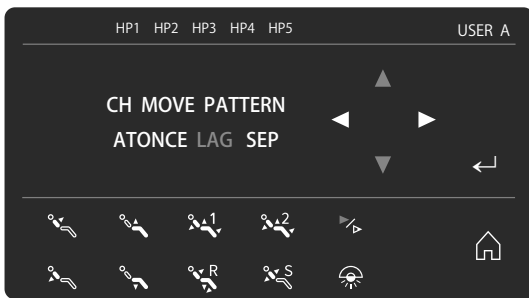 HP1 HP2 HP3 HP4 HP5 USER A
CH MOVE PATTERN
ATONCE LAG SEP
1 2
R S